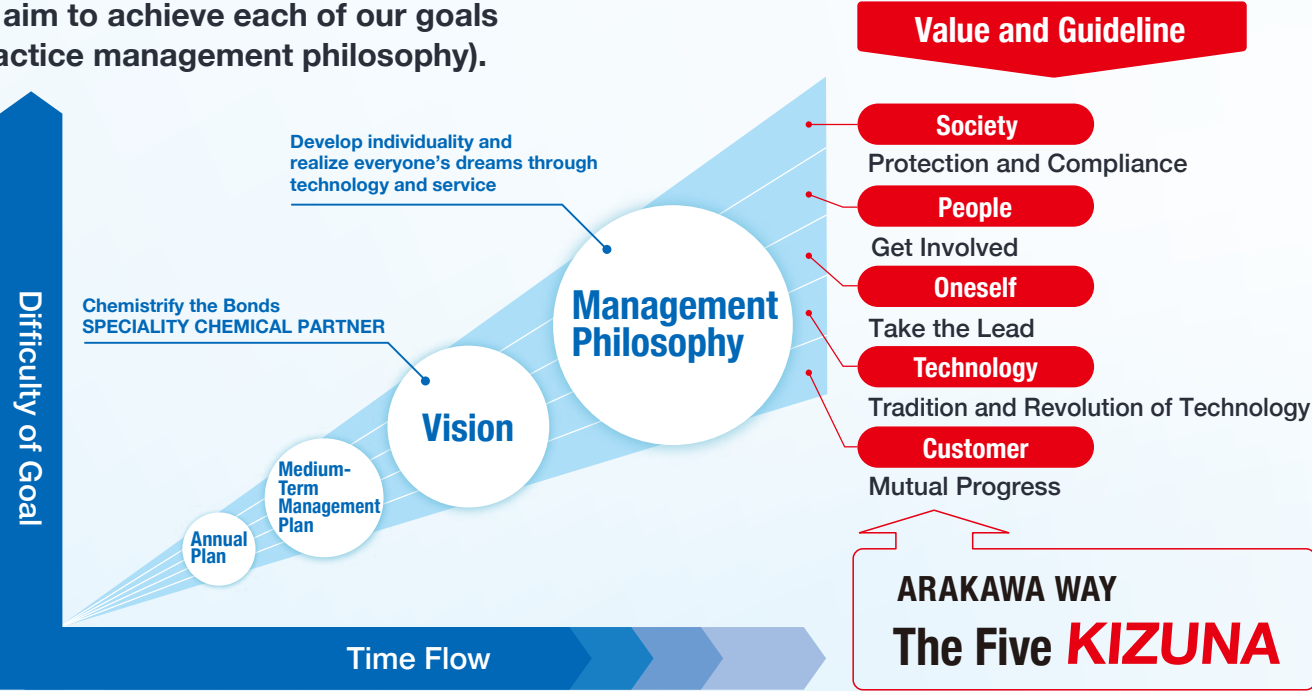 aim to achieve each of our goals
actice management philosophy).
Value and Guideline
Difficulty of Goal
Develop individuality and
realize everyone's dreams through
technology and service
Chemistrify the Bonds
SPECIALITY CHEMICAL PARTNER
Management
Philosophy
Vision
Medium-
Term
Management
Plan
Annual
Plan
Time Flow
Society
Protection and Compliance
People
Get Involved
Oneself
Take the Lead
Technology
Tradition and Revolution of Technology
Customer
Mutual Progress
ARAKAWA WAY
The Five KIZUNA